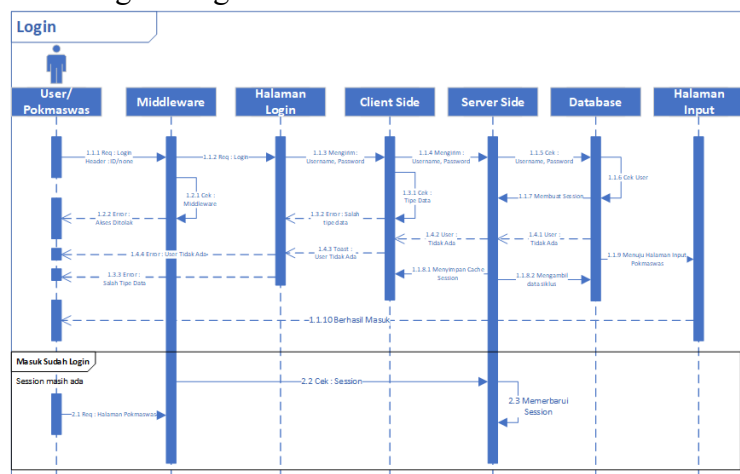 Login
User/
Pokmaswas
Middleware
Halaman
Login
Client Side
Server Side
Database
Halaman
Input
1.1.1 Req : Login
Header : ID/none
1.1.2 Req : Login
1.1.3 Mengirim:
Username, Password
1.1.4 Mengirim :
Username, Password
1.1.5 Cek :
Username, Password
1.1.6 Cek User
1.2.1 Cek :
Middleware
1.3.1 Cek :
Tipe Data
1.1.7 Membuat Session
1.2.2 Error :
Akses Ditolak
1.3.2 Error : Salah
tipe data
1.4.2 User :
Tidak Ada
1.4.1 User :
Tidak Ada
1.4.4 Error : User Tidak Ada
1.4.3 Toast :
User Tidak Ada
1.1.9 Menuju Halaman Input
Pokmaswas
1.3.3 Error :
Salah Tipe Data
1.1.8.1 Menyimpan Cache
Session
1.1.8.2 Mengambil
data siklus
1.1.10 Berhasil Masuk
Masuk Sudah Login
Session masih ada
2.2 Cek : Session
2.3 Memerbarui
Session
2.1 Req : Halaman Pokmaswas